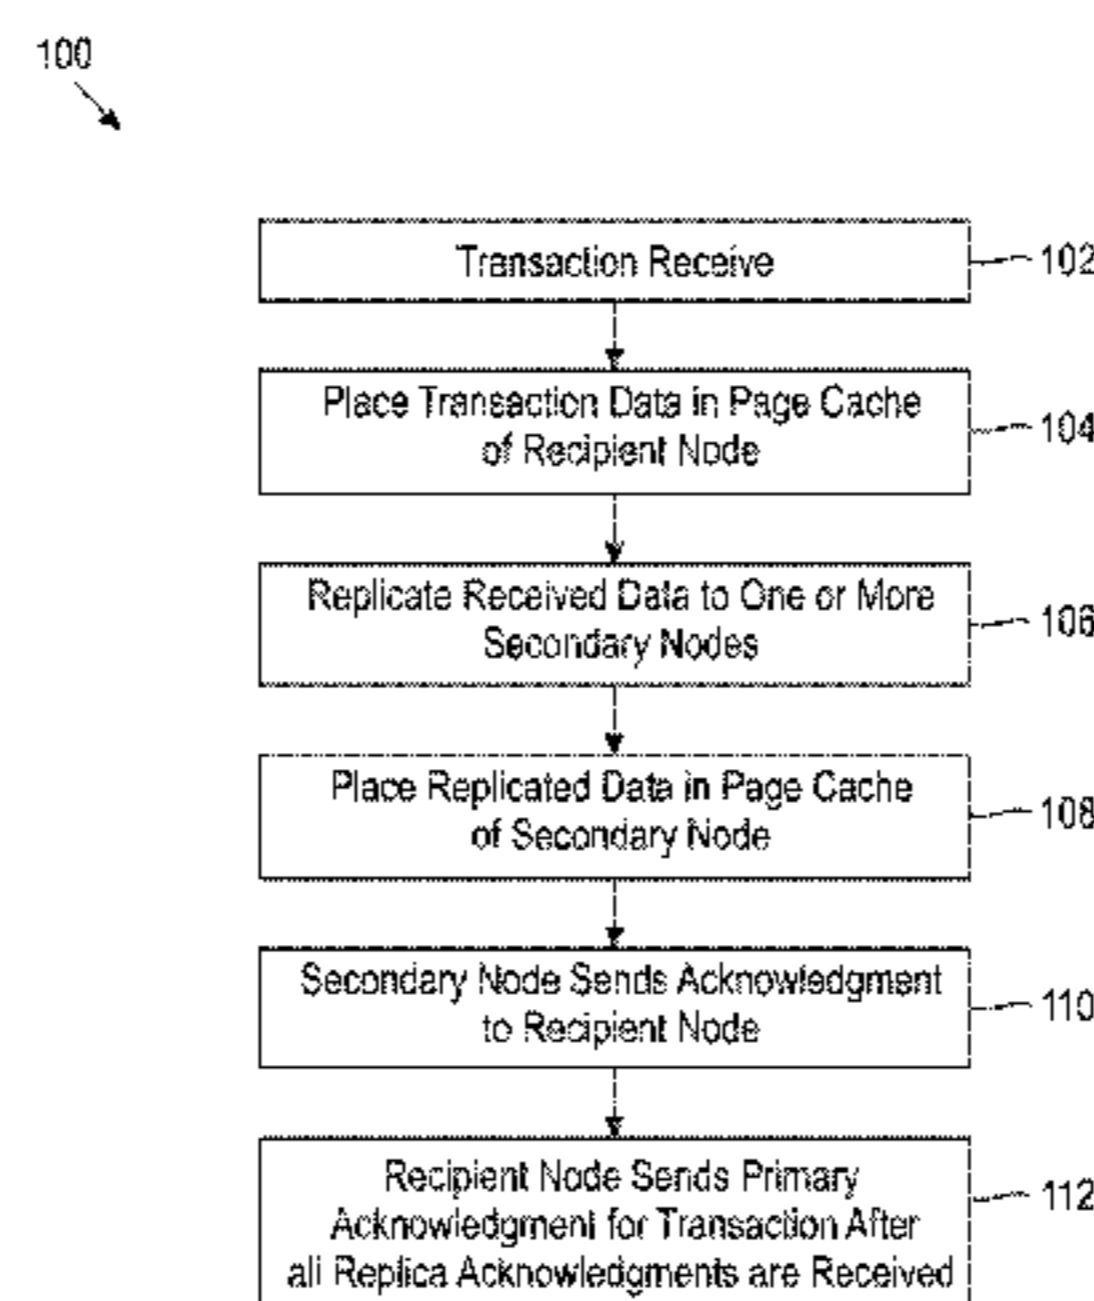 100
Transaction Receive
102
Place Transaction Data in Page Cache
of Recipient Node
104
Replicate Received Data to One or More
Secondary Nodes
106
Place Replicated Data in Page Cache
of Secondary Node
108
Secondary Node Sends Acknowledgment
to Recipient Node
110
Recipient Node Sends Primary
Acknowledgment for Transaction After
all Replica Acknowledgments are Received
112